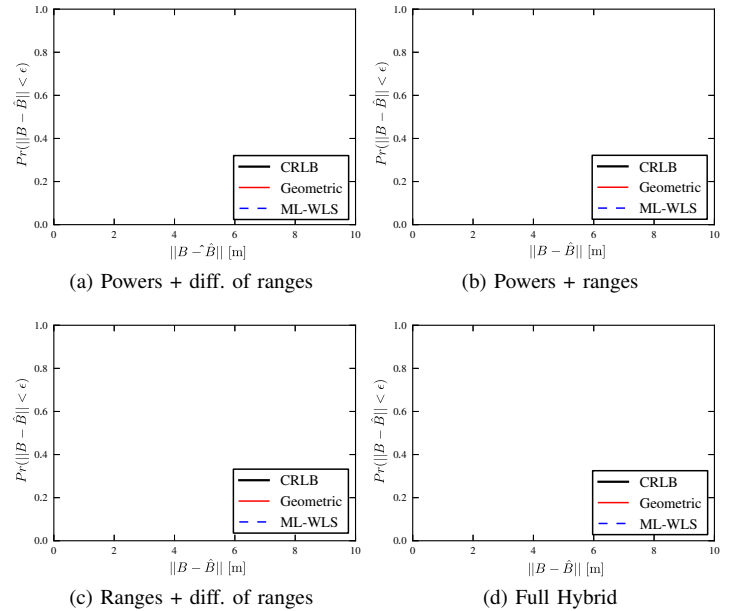 1.0
0.8
0.6
0.4
0.2
0.0
Pr(||B − B̂|| < ϵ)
CRLB
Geometric
ML-WLS
0 2 4 6 8 10
||B − B̂|| [m]
(a) Powers + diff. of ranges
1.0
0.8
0.6
0.4
0.2
0.0
Pr(||B − B̂|| < ϵ)
CRLB
Geometric
ML-WLS
0 2 4 6 8 10
||B − B̂|| [m]
(b) Powers + ranges
1.0
0.8
0.6
0.4
0.2
0.0
Pr(||B − B̂|| < ϵ)
CRLB
Geometric
ML-WLS
0 2 4 6 8 10
||B − B̂|| [m]
(c) Ranges + diff. of ranges
1.0
0.8
0.6
0.4
0.2
0.0
Pr(||B − B̂|| < ϵ)
CRLB
Geometric
ML-WLS
0 2 4 6 8 10
||B − B̂|| [m]
(d) Full Hybrid